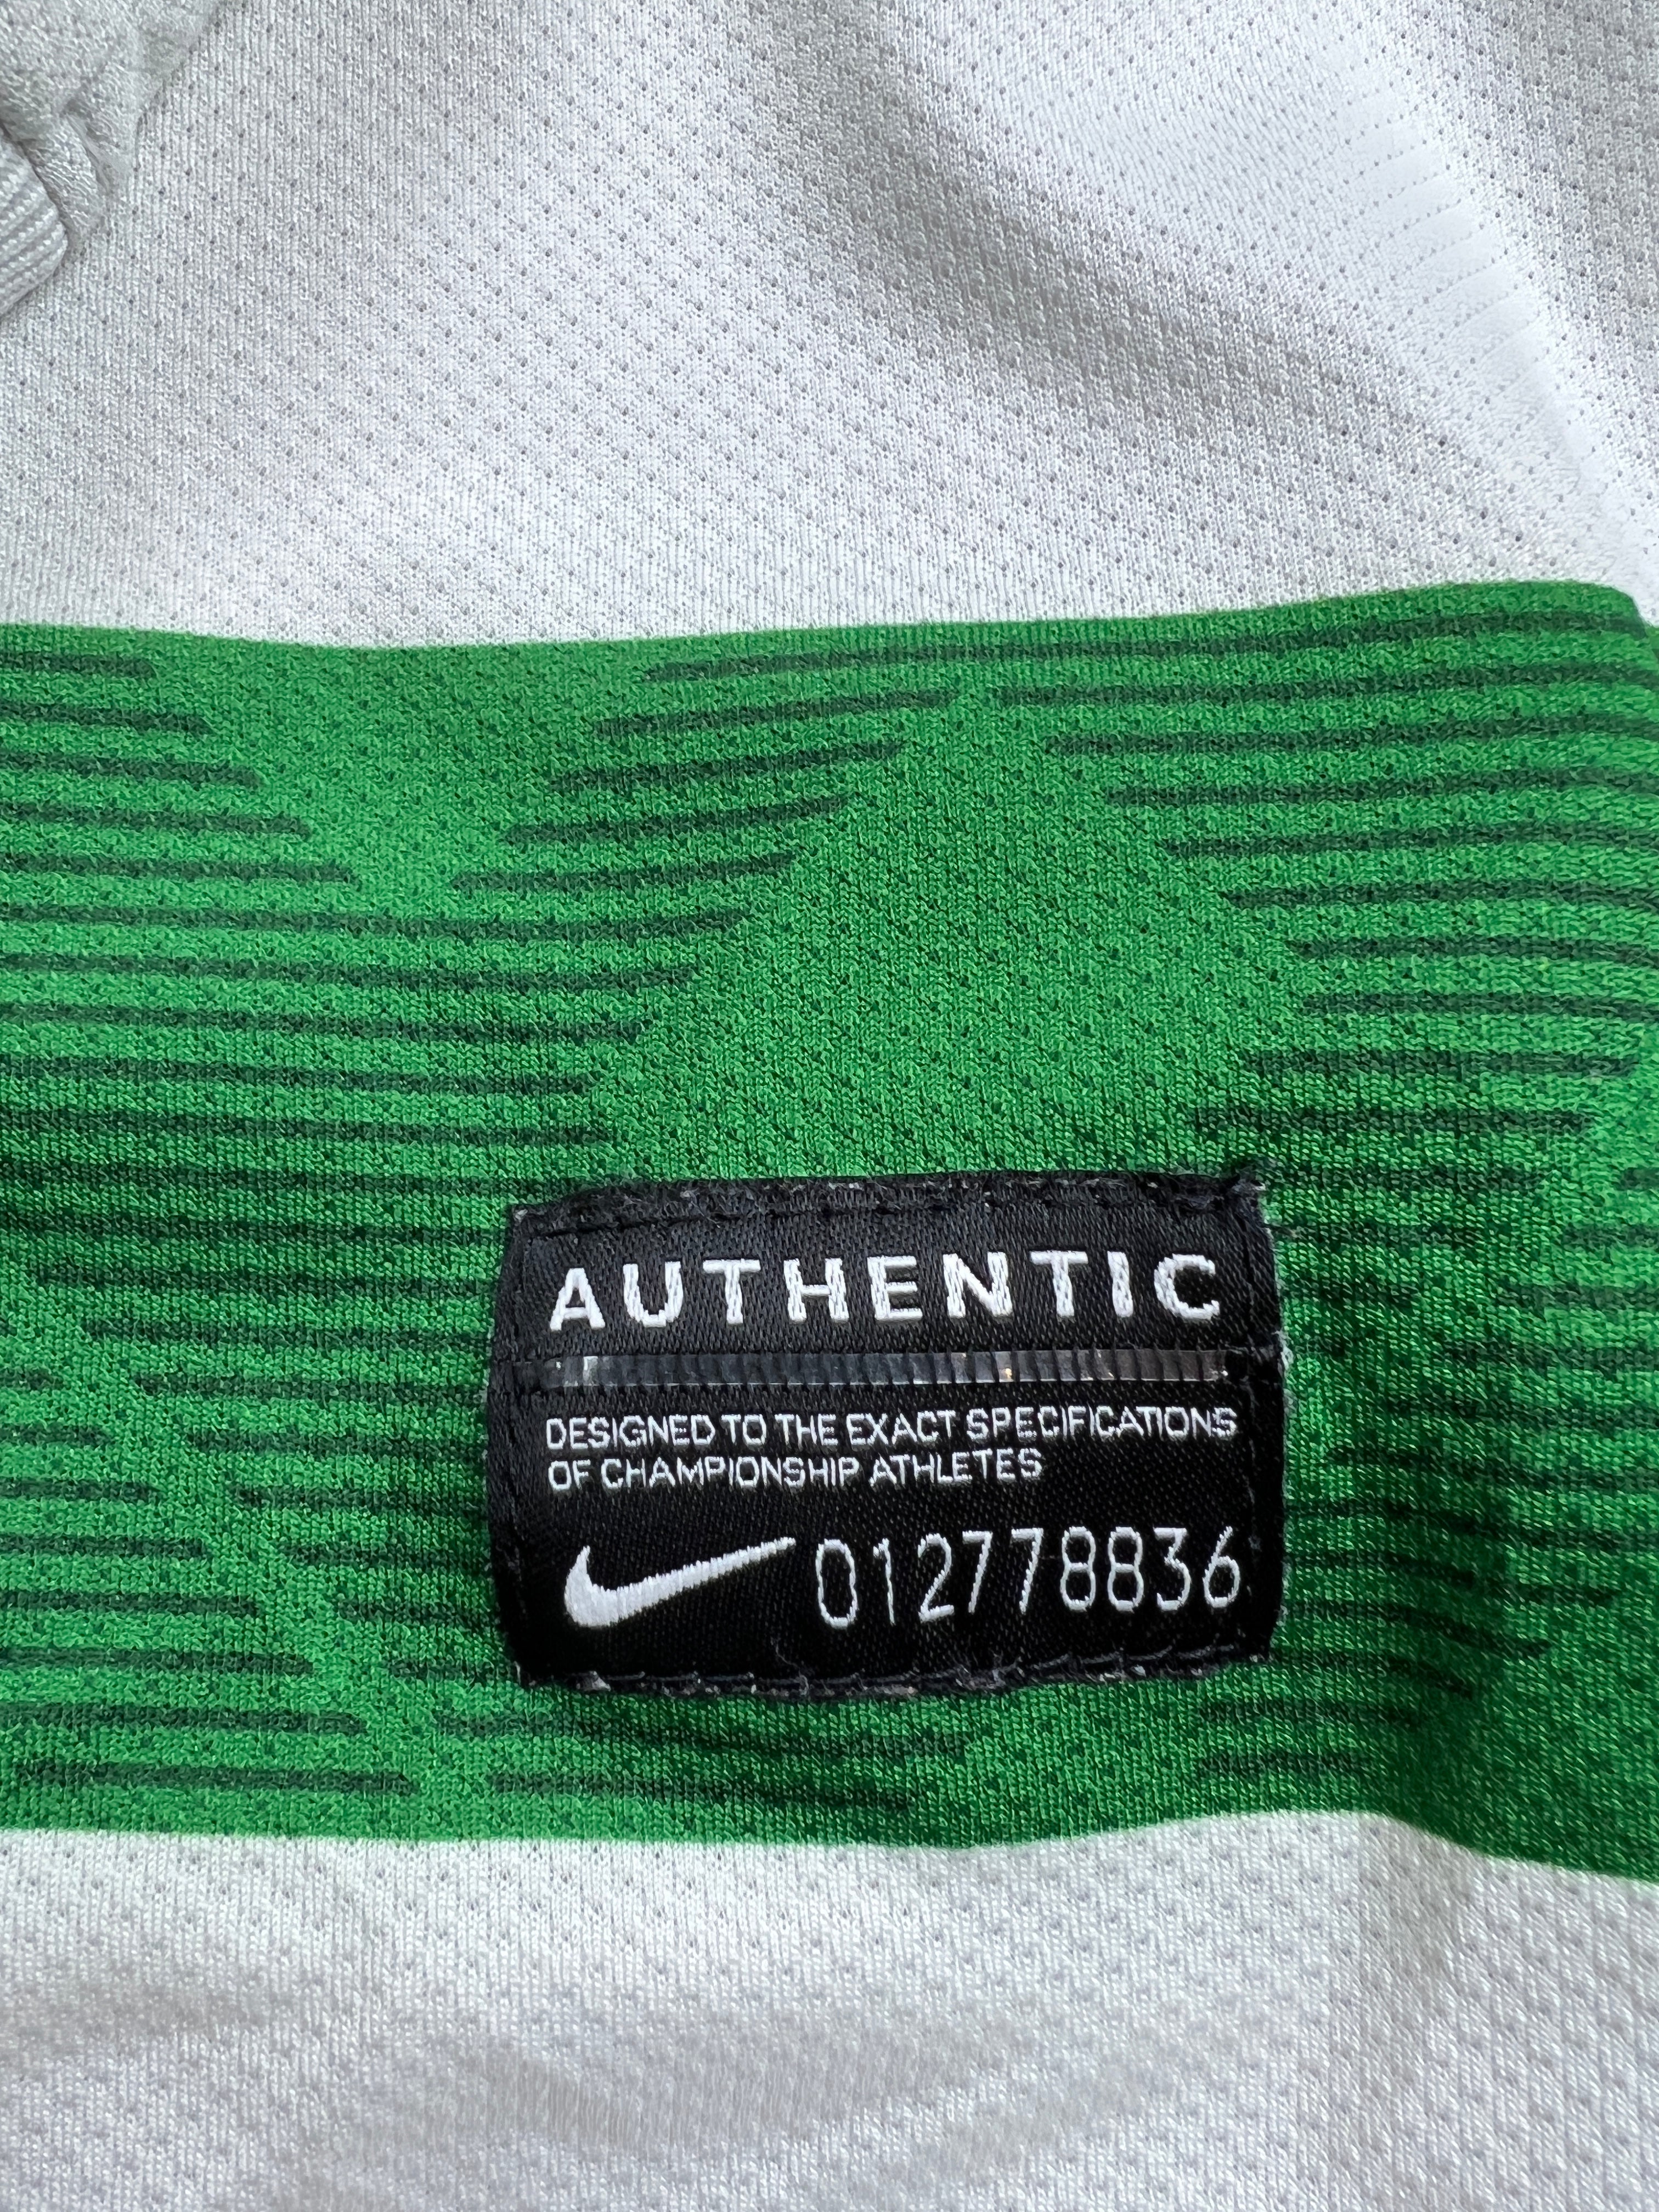 AUTHENTIC
DESIGNED TO THE EXACT SPECIFICATIONS
OF CHAMPIONSHIP ATHLETES
012778836